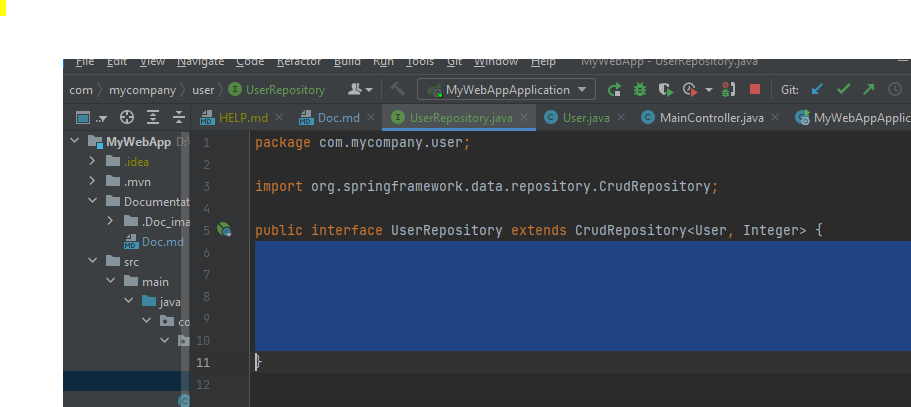 File Edit View Navigate Code Refactor Build Run Tools Git Window Help MyWebApp - UserRepository.java
com mycompany user UserRepository MyWebAppApplication Git:
HELP.md Doc.md UserRepository.java User.java MainController.java MyWebAppApplic
MyWebApp D:\
.idea
.mvn
Documentat
.Doc_ima
Doc.md
src
main
java
co
1 package com.mycompany.user;
2
3 import org.springframework.data.repository.CrudRepository;
4
5 public interface UserRepository extends CrudRepository<User, Integer> {
6
7
8
9
10
11 }
12